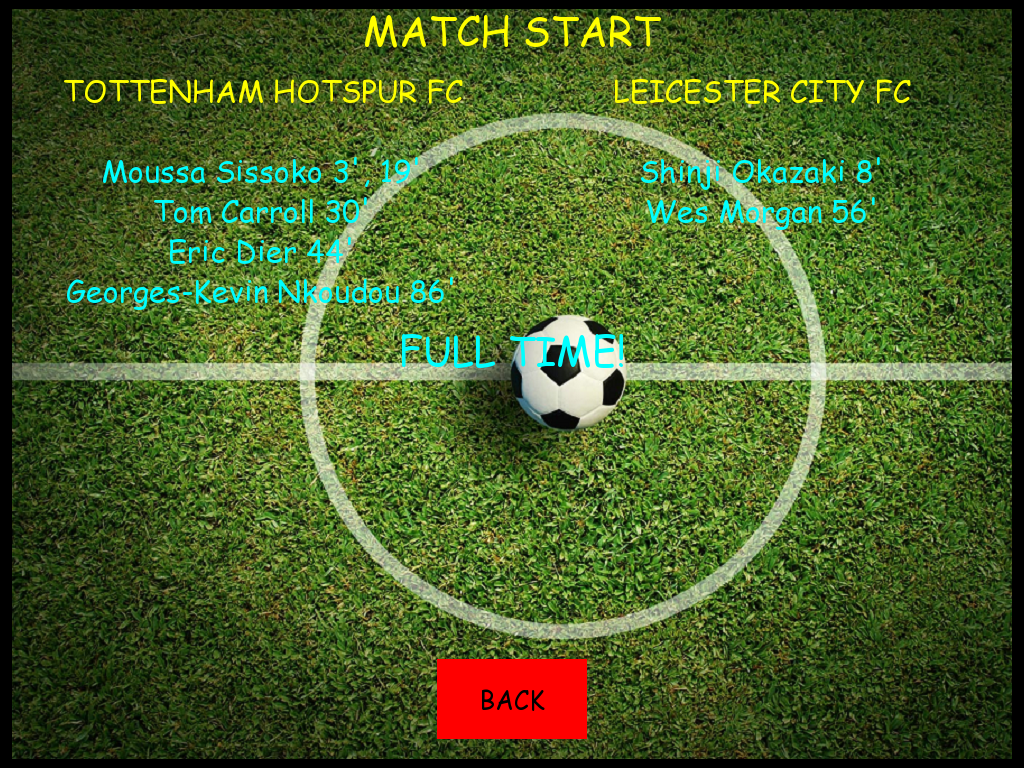 MATCH START
TOTTENHAM HOTSPUR FC
LEICESTER CITY FC
Moussa Sissoko 3', 19'
Shinji Okazaki 8'
Tom Carroll 30'
Wes Morgan 56'
Eric Dier 44'
Georges-Kevin Nkoudou 86'
FULL TIME!
BACK